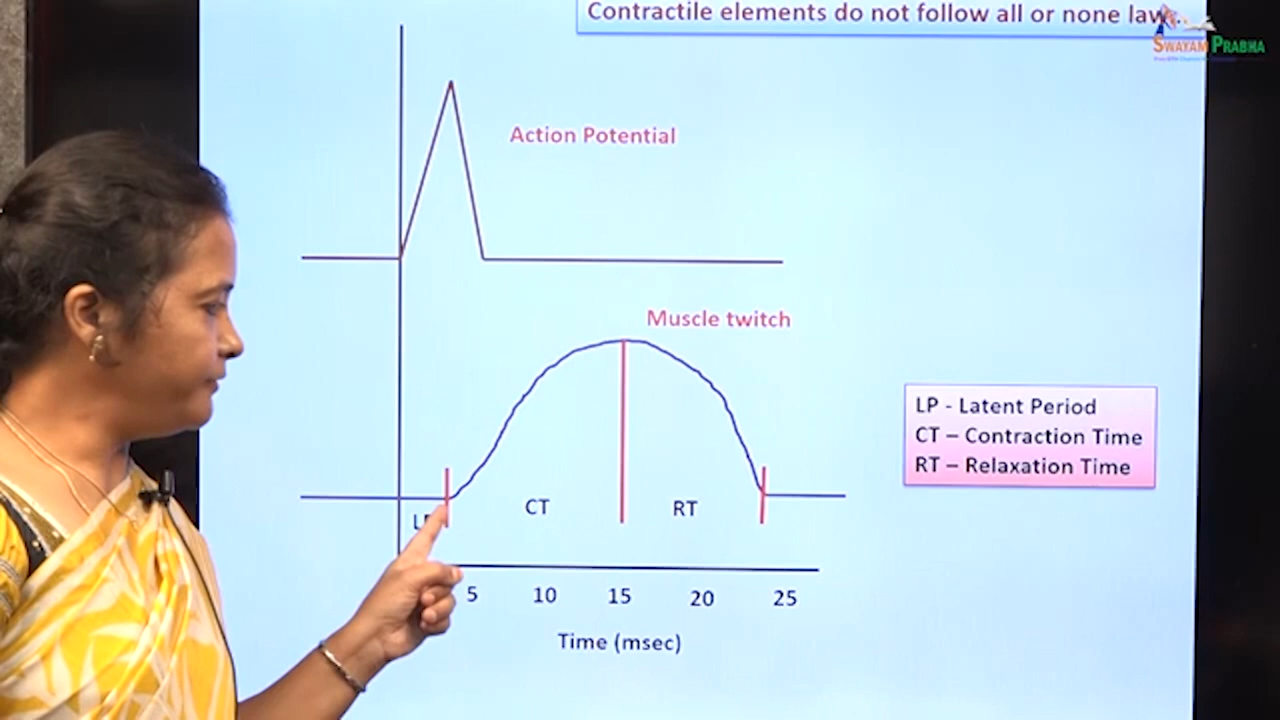 Contractile elements do not follow all or none law
SWAYAM PRABHA
Action Potential
Muscle twitch
LP - Latent Period
CT – Contraction Time
RT – Relaxation Time
CT
RT
5 10 15 20 25
Time (msec)